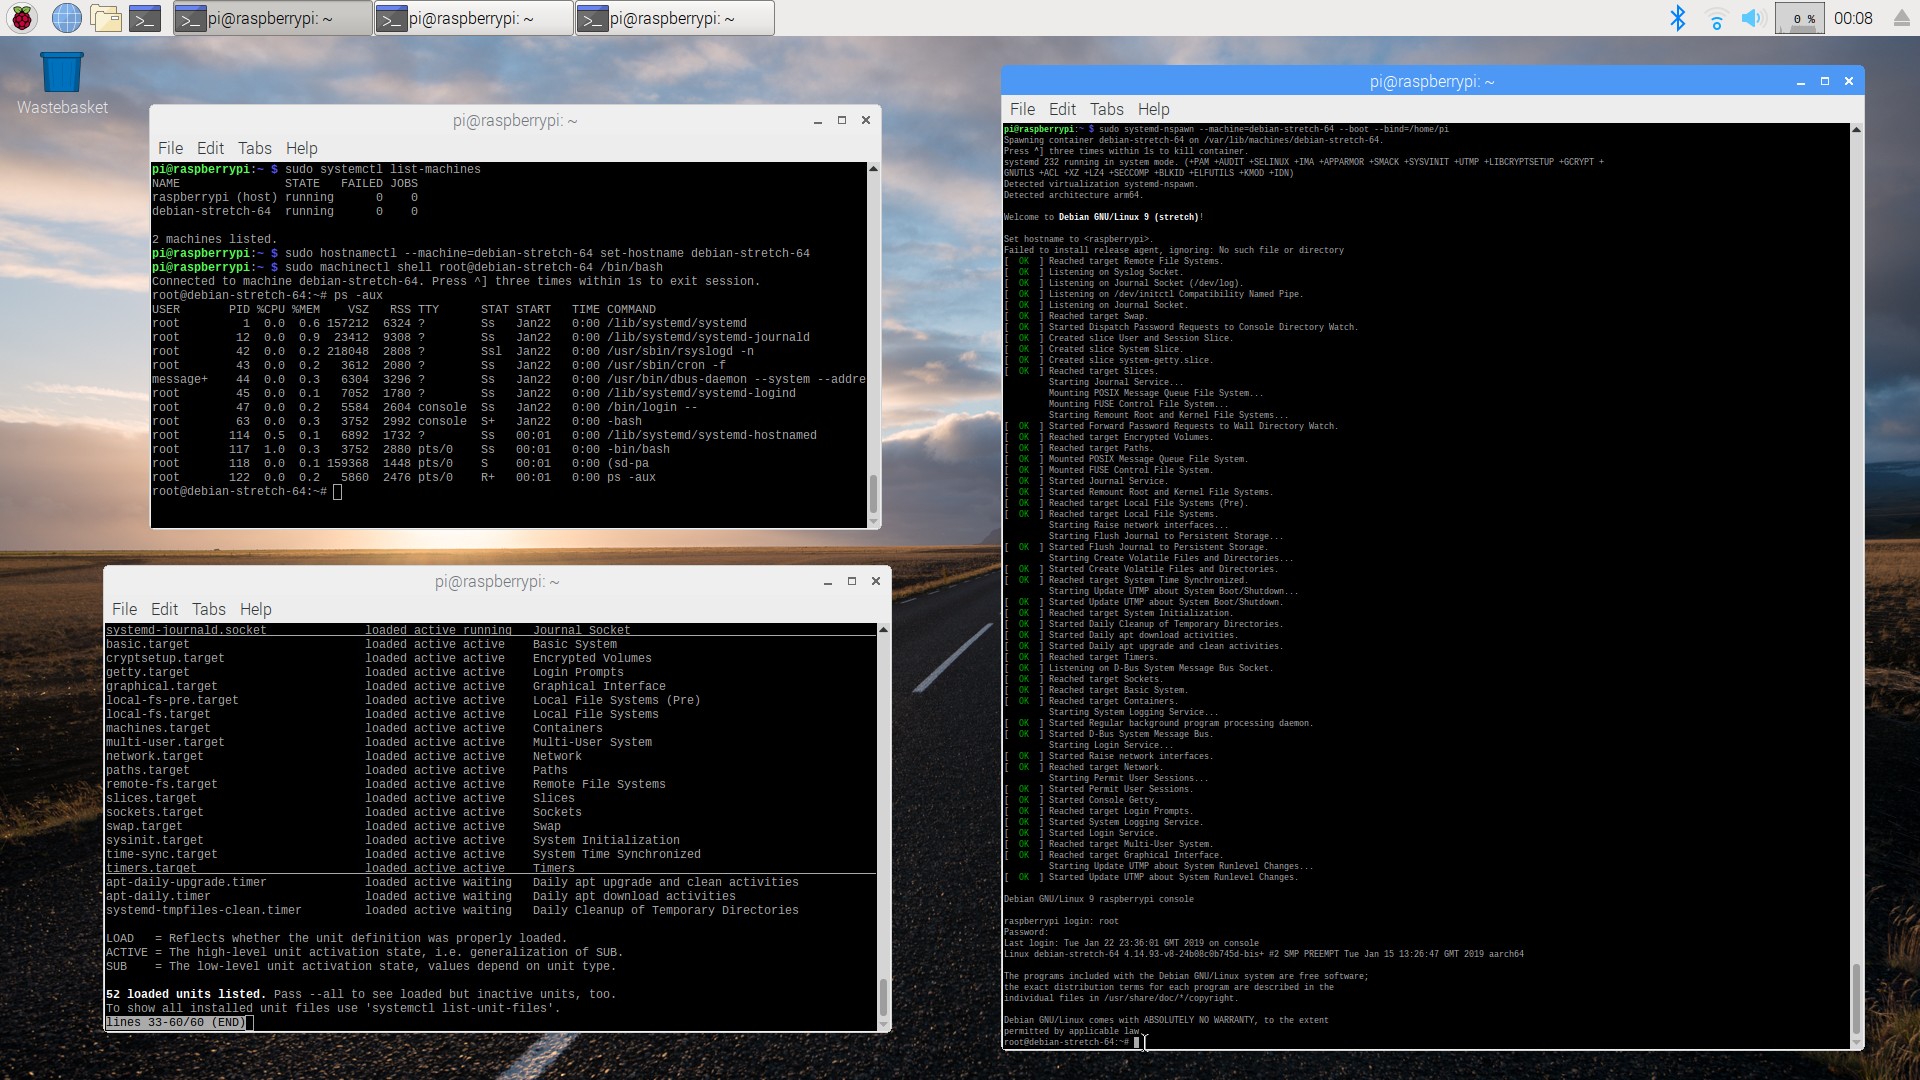 pi@raspberrypi: ~
pi@raspberrypi: ~
pi@raspberrypi: ~
0 %
00:08
Wastebasket
pi@raspberrypi: ~
File Edit Tabs Help
pi@raspberrypi:~ $ sudo systemctl list-machines
NAME STATE FAILED JOBS
raspberrypi (host) running 0 0
debian-stretch-64 running 0 0
2 machines listed.
pi@raspberrypi:~ $ sudo hostnamectl --machine=debian-stretch-64 set-hostname debian-stretch-64
pi@raspberrypi:~ $ sudo machinectl shell root@debian-stretch-64 /bin/bash
Connected to machine debian-stretch-64. Press ^] three times within 1s to exit session.
root@debian-stretch-64:~# ps -aux
USER PID %CPU %MEM VSZ RSS TTY STAT START TIME COMMAND
root 1 0.0 0.6 157212 6324 ? Ss Jan22 0:00 /lib/systemd/systemd
root 12 0.0 0.9 23412 9308 ? Ss Jan22 0:00 /lib/systemd/systemd-journald
root 42 0.0 0.2 218048 2808 ? Ssl Jan22 0:00 /usr/sbin/rsyslogd -n
root 43 0.0 0.2 3612 2080 ? Ss Jan22 0:00 /usr/sbin/cron -f
message+ 44 0.0 0.3 6304 3296 ? Ss Jan22 0:00 /usr/bin/dbus-daemon --system --addre
root 45 0.0 0.1 7052 1780 ? Ss Jan22 0:00 /lib/systemd/systemd-logind
root 47 0.0 0.2 5584 2604 console Ss Jan22 0:00 /bin/login --
root 63 0.0 0.3 3752 2992 console S+ Jan22 0:00 -bash
root 114 0.5 0.1 6892 1732 ? Ss 00:01 0:00 /lib/systemd/systemd-hostnamed
root 117 1.0 0.3 3752 2880 pts/0 Ss 00:01 0:00 -bin/bash
root 118 0.0 0.1 159368 1448 pts/0 S 00:01 0:00 (sd-pa
root 122 0.0 0.2 5860 2476 pts/0 R+ 00:01 0:00 ps -aux
root@debian-stretch-64:~#
pi@raspberrypi: ~
File Edit Tabs Help
systemd-journald.socket loaded active running Journal Socket
basic.target loaded active active Basic System
cryptsetup.target loaded active active Encrypted Volumes
getty.target loaded active active Login Prompts
graphical.target loaded active active Graphical Interface
local-fs-pre.target loaded active active Local File Systems (Pre)
local-fs.target loaded active active Local File Systems
machines.target loaded active active Containers
multi-user.target loaded active active Multi-User System
network.target loaded active active Network
paths.target loaded active active Paths
remote-fs.target loaded active active Remote File Systems
slices.target loaded active active Slices
sockets.target loaded active active Sockets
swap.target loaded active active Swap
sysinit.target loaded active active System Initialization
time-sync.target loaded active active System Time Synchronized
timers.target loaded active active Timers
apt-daily-upgrade.timer loaded active waiting Daily apt upgrade and clean activities
apt-daily.timer loaded active waiting Daily apt download activities
systemd-tmpfiles-clean.timer loaded active waiting Daily Cleanup of Temporary Directories
LOAD = Reflects whether the unit definition was properly loaded.
ACTIVE = The high-level unit activation state, i.e. generalization of SUB.
SUB = The low-level unit activation state, values depend on unit type.
52 loaded units listed. Pass --all to see loaded but inactive units, too.
To show all installed unit files use 'systemctl list-unit-files'.
lines 33-60/60 (END)
pi@raspberrypi: ~
File Edit Tabs Help
pi@raspberrypi:~ $ sudo systemd-nspawn --machine=debian-stretch-64 --boot --bind=/home/pi
Spawning container debian-stretch-64 on /var/lib/machines/debian-stretch-64.
Press ^] three times within 1s to kill container.
systemd 232 running in system mode. (+PAM +AUDIT +SELINUX +IMA +APPARMOR +SMACK +SYSVINIT +UTMP +LIBCRYPTSETUP +GCRYPT +
GNUTLS +ACL +XZ +LZ4 +SECCOMP +BLKID +ELFUTILS +KMOD +IDN)
Detected virtualization systemd-nspawn.
Detected architecture arm64.
Welcome to Debian GNU/Linux 9 (stretch)!
Set hostname to <raspberrypi>.
Failed to install release agent, ignoring: No such file or directory
[ OK ] Reached target Remote File Systems.
[ OK ] Listening on Syslog Socket.
[ OK ] Listening on Journal Socket (/dev/log).
[ OK ] Listening on /dev/initctl Compatibility Named Pipe.
[ OK ] Listening on Journal Socket.
[ OK ] Reached target Swap.
[ OK ] Started Dispatch Password Requests to Console Directory Watch.
[ OK ] Created slice User and Session Slice.
[ OK ] Created slice System Slice.
[ OK ] Created slice system-getty.slice.
[ OK ] Reached target Slices.
Starting Journal Service...
Mounting POSIX Message Queue File System...
Mounting FUSE Control File System...
Starting Remount Root and Kernel File Systems...
[ OK ] Started Forward Password Requests to Wall Directory Watch.
[ OK ] Reached target Encrypted Volumes.
[ OK ] Reached target Paths.
[ OK ] Mounted POSIX Message Queue File System.
[ OK ] Mounted FUSE Control File System.
[ OK ] Started Journal Service.
[ OK ] Started Remount Root and Kernel File Systems.
[ OK ] Reached target Local File Systems (Pre).
[ OK ] Reached target Local File Systems.
Starting Raise network interfaces...
Starting Flush Journal to Persistent Storage...
[ OK ] Started Flush Journal to Persistent Storage.
Starting Create Volatile Files and Directories...
[ OK ] Started Create Volatile Files and Directories.
[ OK ] Reached target System Time Synchronized.
Starting Update UTMP about System Boot/Shutdown...
[ OK ] Started Update UTMP about System Boot/Shutdown.
[ OK ] Reached target System Initialization.
[ OK ] Started Daily Cleanup of Temporary Directories.
[ OK ] Started Daily apt download activities.
[ OK ] Started Daily apt upgrade and clean activities.
[ OK ] Reached target Timers.
[ OK ] Listening on D-Bus System Message Bus Socket.
[ OK ] Reached target Sockets.
[ OK ] Reached target Basic System.
[ OK ] Reached target Containers.
Starting System Logging Service...
[ OK ] Started Regular background program processing daemon.
[ OK ] Started D-Bus System Message Bus.
Starting Login Service...
[ OK ] Started Raise network interfaces.
[ OK ] Reached target Network.
Starting Permit User Sessions...
[ OK ] Started Permit User Sessions.
[ OK ] Started Console Getty.
[ OK ] Reached target Login Prompts.
[ OK ] Started System Logging Service.
[ OK ] Started Login Service.
[ OK ] Reached target Multi-User System.
[ OK ] Reached target Graphical Interface.
Starting Update UTMP about System Runlevel Changes...
[ OK ] Started Update UTMP about System Runlevel Changes.
Debian GNU/Linux 9 raspberrypi console
raspberrypi login: root
Password:
Last login: Tue Jan 22 23:36:01 GMT 2019 on console
Linux debian-stretch-64 4.14.93-v8-24b08c0b745d-bis+ #2 SMP PREEMPT Tue Jan 15 13:26:47 GMT 2019 aarch64
The programs included with the Debian GNU/Linux system are free software;
the exact distribution terms for each program are described in the
individual files in /usr/share/doc/*/copyright.
Debian GNU/Linux comes with ABSOLUTELY NO WARRANTY, to the extent
permitted by applicable law.
root@debian-stretch-64:~#